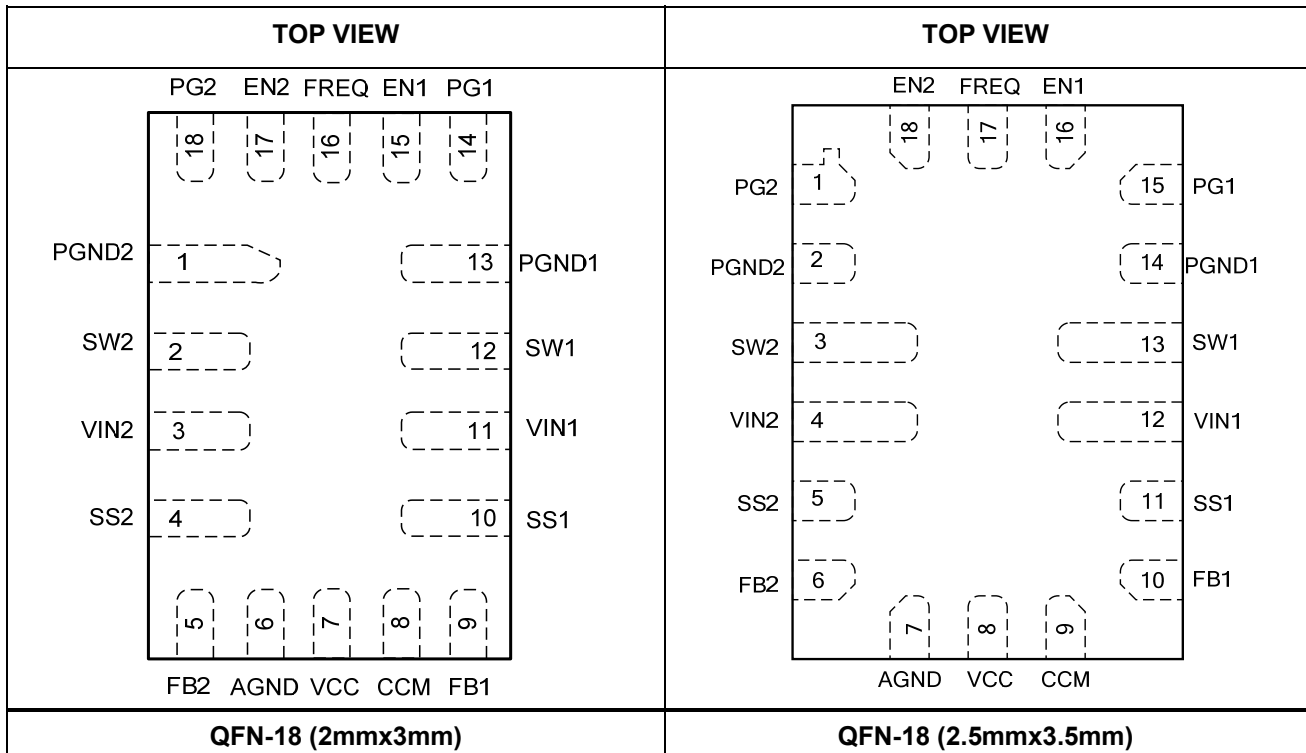 TOP VIEW
PG2 EN2 FREQ EN1 PG1
18 17 16 15 14
PGND2 1 13 PGND1
SW2 2 12 SW1
VIN2 3 11 VIN1
SS2 4 10 SS1
5 6 7 8 9
FB2 AGND VCC CCM FB1
QFN-18 (2mmx3mm)
TOP VIEW
EN2 FREQ EN1
18 17 16
PG2 1 15 PG1
PGND2 2 14 PGND1
SW2 3 13 SW1
VIN2 4 12 VIN1
SS2 5 11 SS1
FB2 6 10 FB1
7 8 9
AGND VCC CCM
QFN-18 (2.5mmx3.5mm)